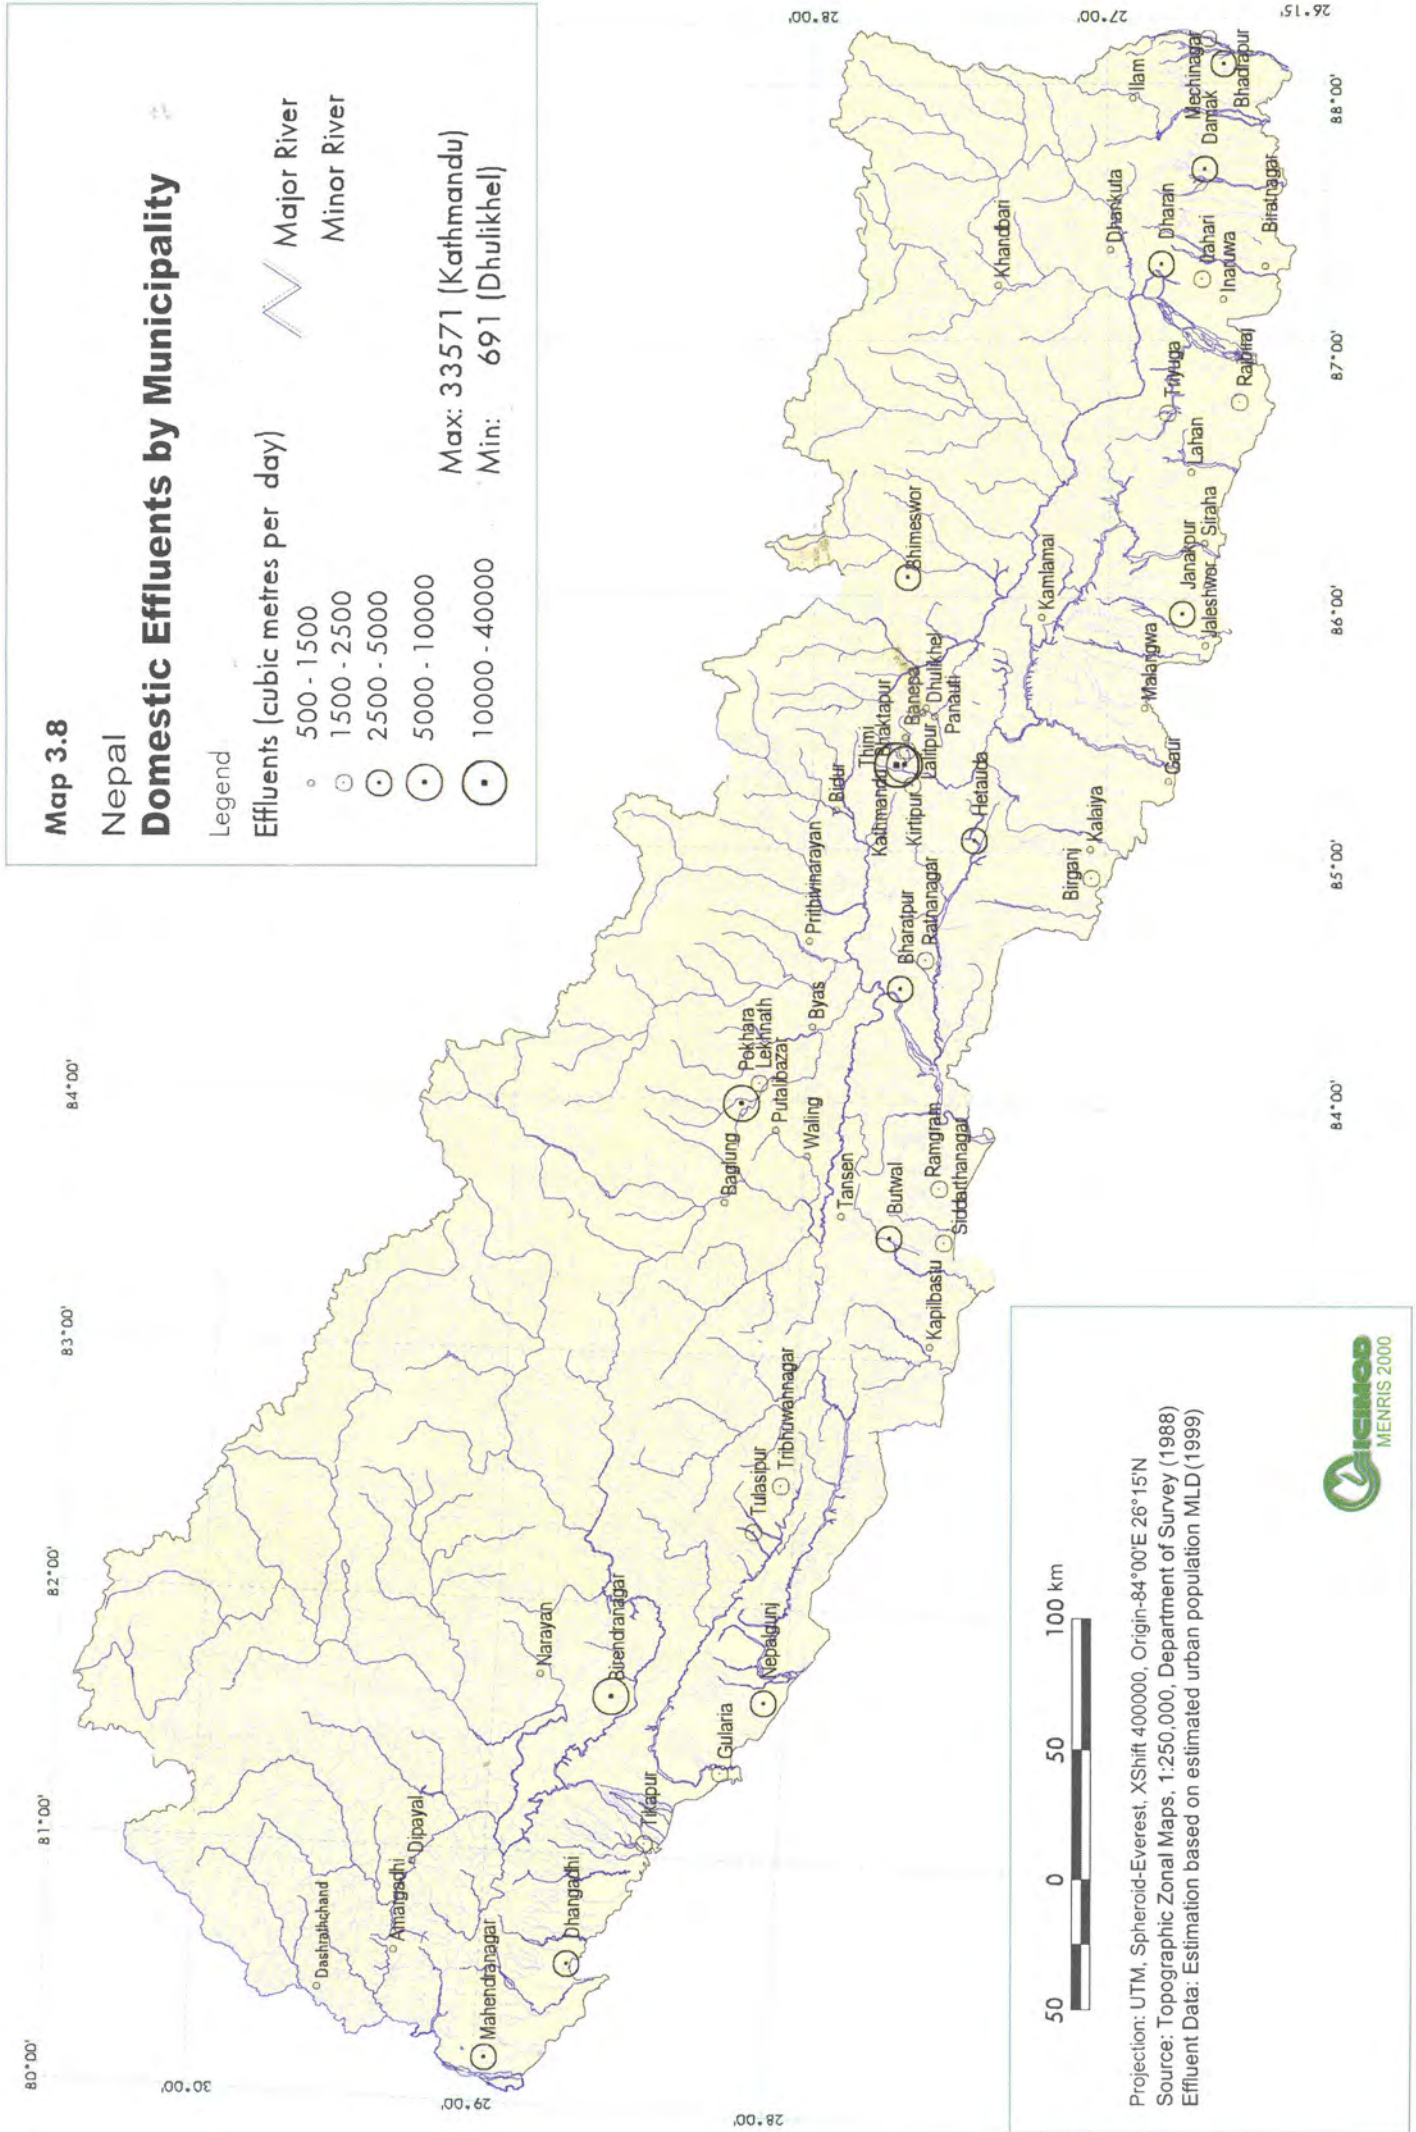 Map 3.8
Nepal
Domestic Effluents by Municipality
Legend
Effluents (cubic metres per day)
500 - 1500
1500 - 2500
2500 - 5000
5000 - 10000
10000 - 40000
Major River
Minor River
Max: 33571 (Kathmandu)
Min: 691 (Dhulikhel)
80°00'
81°00'
82°00'
83°00'
84°00'
30°00'
29°00'
28°00'
Dashrathchand
Amargadhi
Dipayal
Mahendranagar
Dhangadhi
Tikapur
Narayan
Birendranagar
Gularia
Nepalgunj
Tulasipur
Tribhuwannagar
Kapilbastu
Baglung
Pokhara
Lekhnath
Putalibazar
Waling
Byas
Tansen
Butwal
Ramgram
Siddarthanagar
Prithivinarayan
Bharatpur
Ratnanagar
Bidur
Thimi
Kathmandu
Bhaktapur
Kirtipur
Lalitpur
Banepa
Dhulikhel
Panauti
Hetauda
Birganj
Kalaiya
Gaur
Malangwa
Bhimeswor
Kamlamai
Janakpur
Jaleshwor
Siraha
Lahan
Triyuga
Rajbiraj
Khandbari
Dhankuta
Dharan
Itahari
Inaruwa
Biratnagar
Damak
Ilam
Mechinagar
Bhadrapur
28°00'
27°00'
26°15'
84°00'
85°00'
86°00'
87°00'
88°00'
50 0 50 100 km
Projection: UTM, Spheroid-Everest, XShift 400000, Origin-84°00'E 26°15'N
Source: Topographic Zonal Maps, 1:250,000, Department of Survey (1988)
Effluent Data: Estimation based on estimated urban population MLD (1999)
ICIMOD
MENRIS 2000